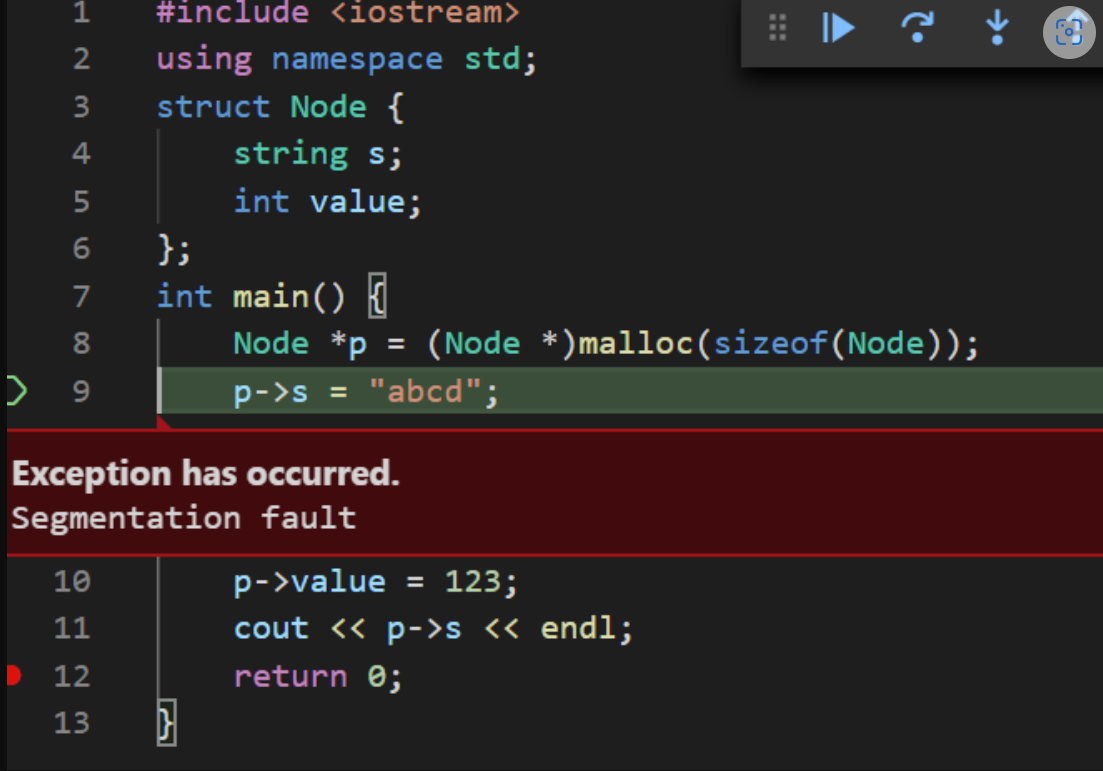 1 #include <iostream>
2 using namespace std;
3 struct Node {
4 string s;
5 int value;
6 };
7 int main() {
8 Node *p = (Node *)malloc(sizeof(Node));
9 p->s = "abcd";
Exception has occurred.
Segmentation fault
10 p->value = 123;
11 cout << p->s << endl;
12 return 0;
13 }